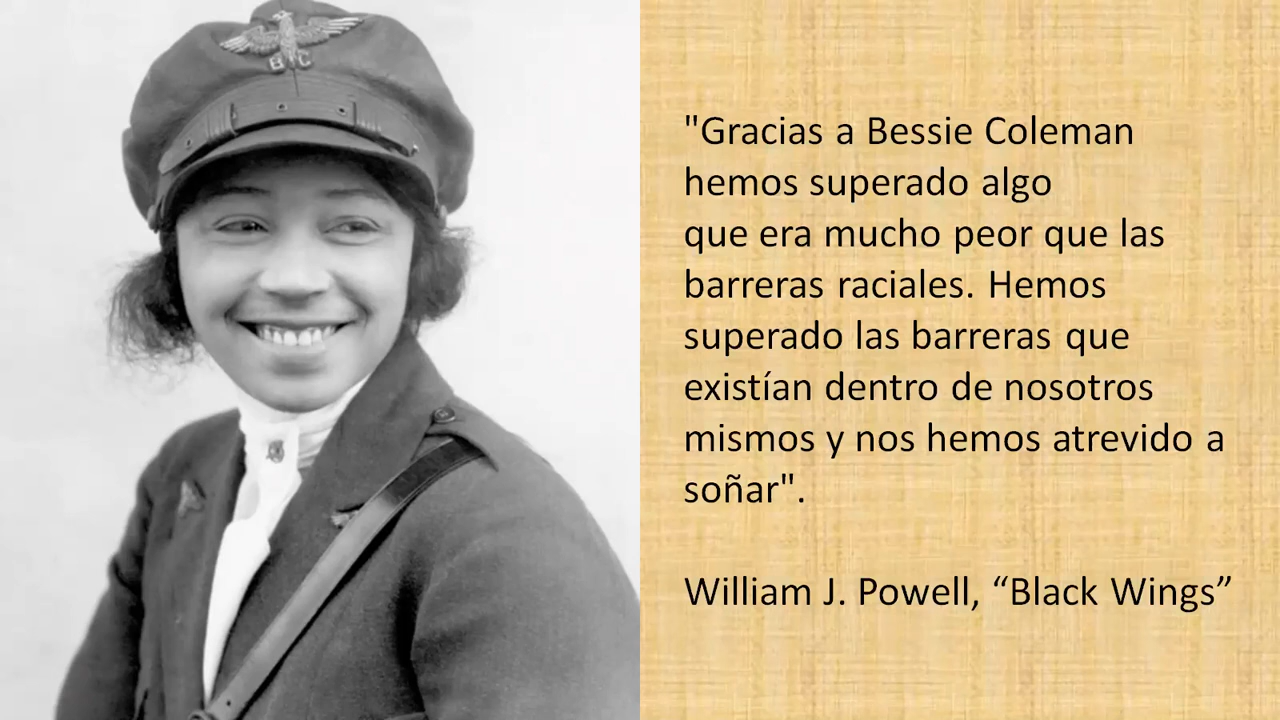 B C
"Gracias a Bessie Coleman
hemos superado algo
que era mucho peor que las
barreras raciales. Hemos
superado las barreras que
existían dentro de nosotros
mismos y nos hemos atrevido a
soñar".
William J. Powell, “Black Wings”